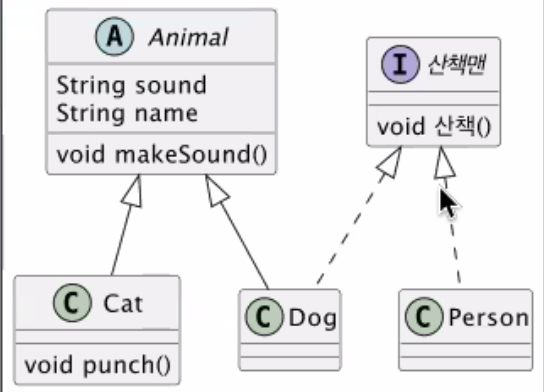 A Animal
String sound
String name
void makeSound()
I 산책맨
void 산책()
C Cat
void punch()
C Dog
C Person